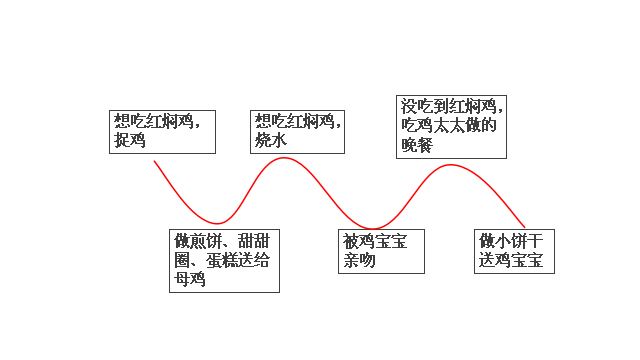 想吃红焖鸡，
捉鸡
做煎饼、甜甜
圈、蛋糕送给
母鸡
想吃红焖鸡，
烧水
被鸡宝宝
亲吻
没吃到红焖鸡，
吃鸡太太做的
晚餐
做小饼干
送鸡宝宝